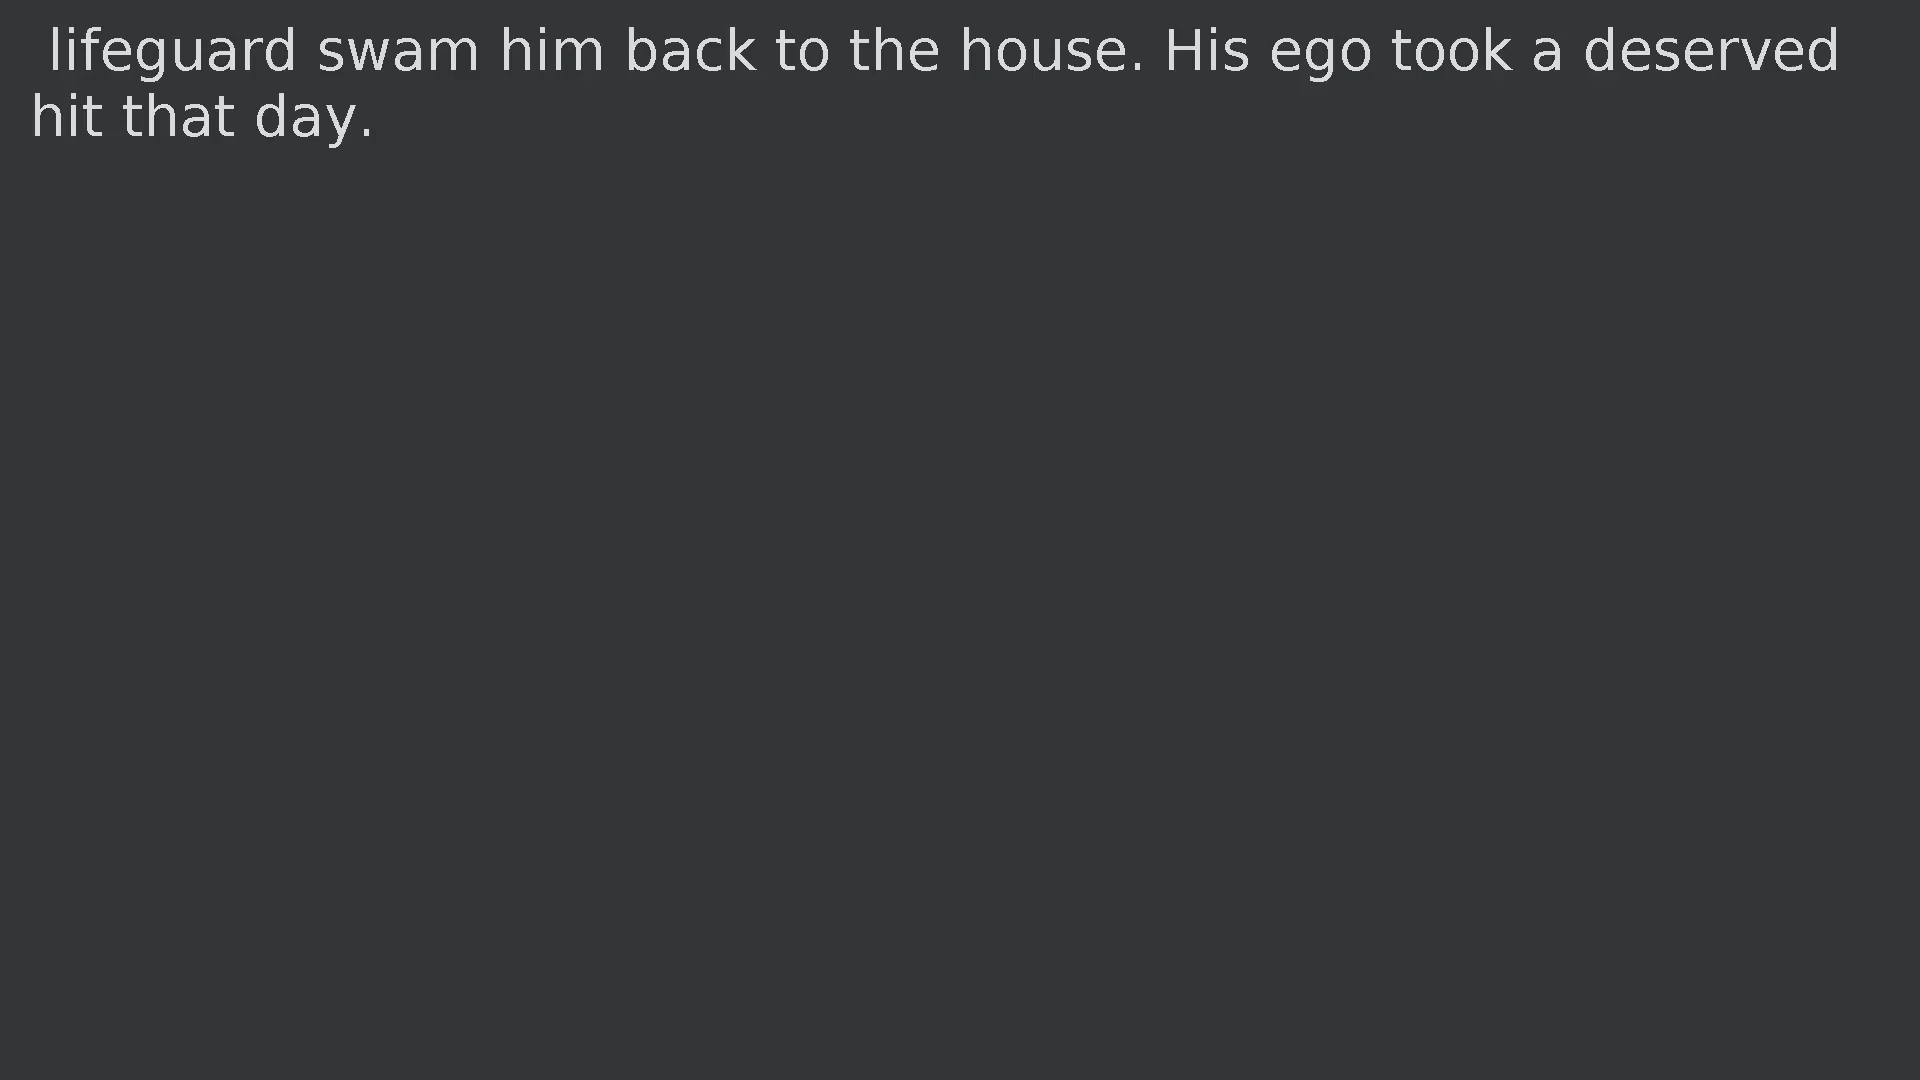 lifeguard swam him back to the house. His ego took a deserved
hit that day.